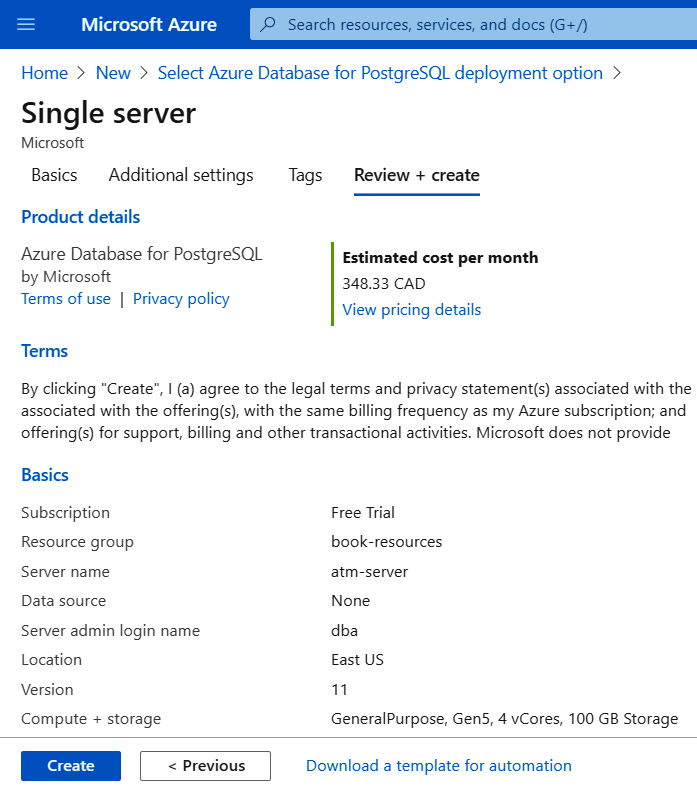 Microsoft Azure
Search resources, services, and docs (G+/)
Home > New > Select Azure Database for PostgreSQL deployment option >
Single server
Microsoft
Basics Additional settings Tags Review + create
Product details
Azure Database for PostgreSQL
by Microsoft
Terms of use | Privacy policy
Estimated cost per month
348.33 CAD
View pricing details
Terms
By clicking "Create", I (a) agree to the legal terms and privacy statement(s) associated with the
associated with the offering(s), with the same billing frequency as my Azure subscription; and
offering(s) for support, billing and other transactional activities. Microsoft does not provide
Basics
Subscription Free Trial
Resource group book-resources
Server name atm-server
Data source None
Server admin login name dba
Location East US
Version 11
Compute + storage GeneralPurpose, Gen5, 4 vCores, 100 GB Storage
Create < Previous Download a template for automation